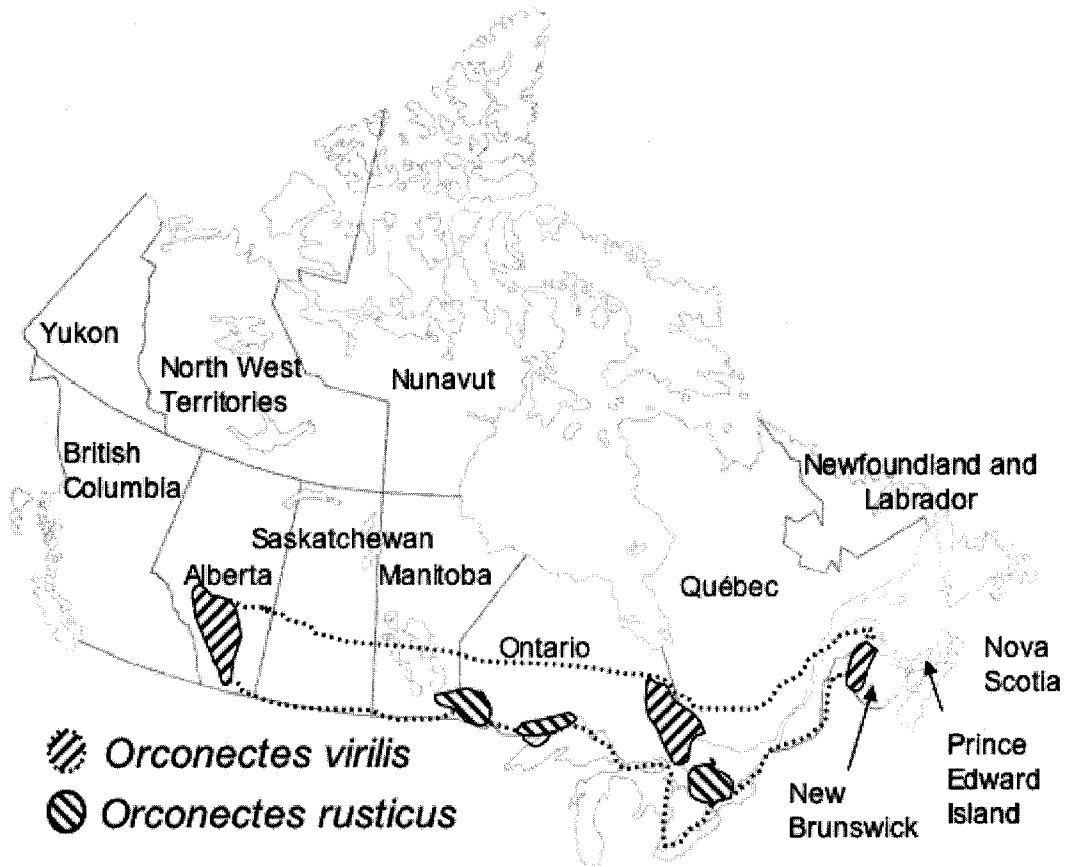 Yukon
North West
Territories
Nunavut
British
Columbia
Newfoundland and
Labrador
Saskatchewan
Alberta
Manitoba
Québec
Ontario
Nova
Scotia
Orconectes virilis
Orconectes rusticus
New
Brunswick
Prince
Edward
Island